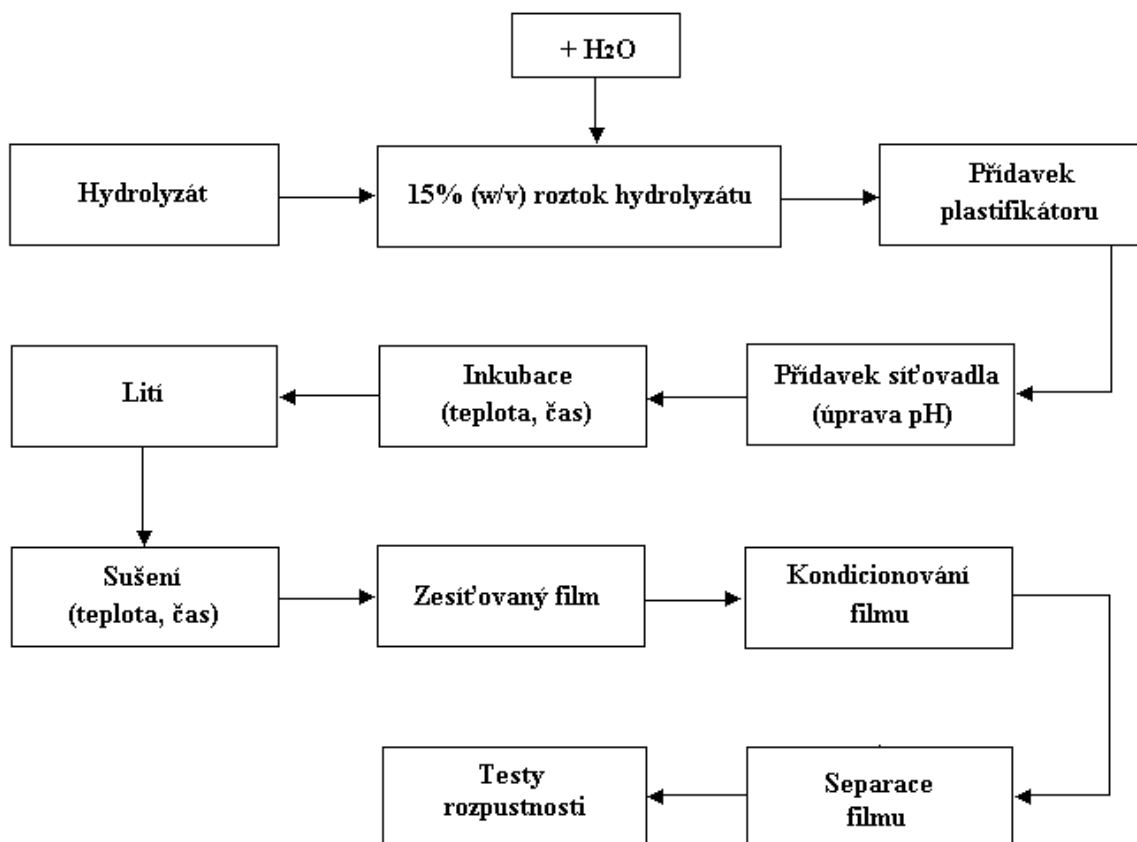 + H2O
Hydrolyzát
15% (w/v) roztok hydrolyzátu
Přídavek
plastifikátoru
Lití
Inkubace
(teplota, čas)
Přídavek síťovadla
(úprava pH)
Sušení
(teplota, čas)
Zesíťovaný film
Kondicionování
filmu
Testy
rozpustnosti
Separace
filmu